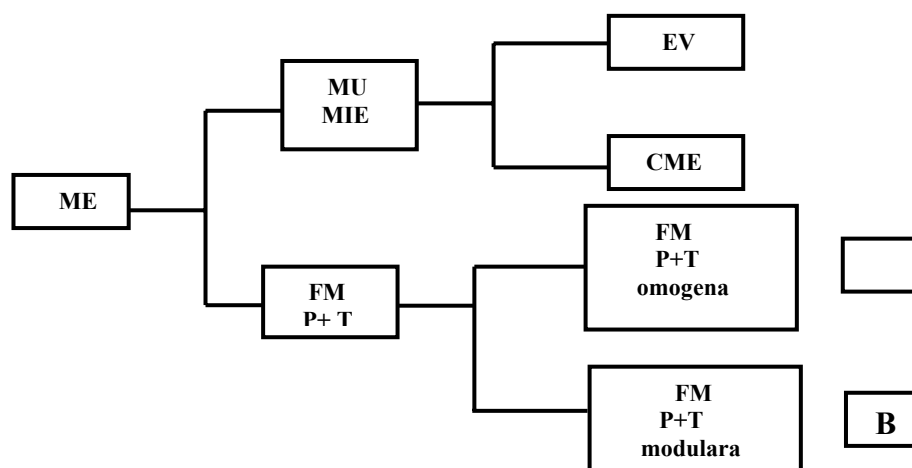 EV
MU
MIE
CME
ME
FM
P+T
omogena
FM
P+ T
FM
P+T
modulara
B